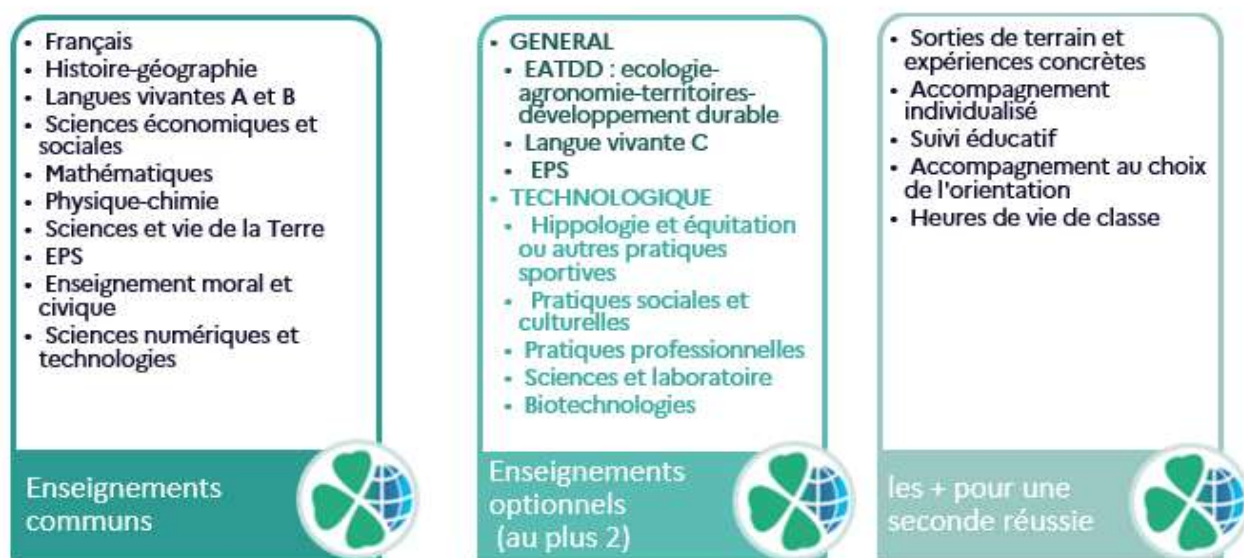 • Français
• Histoire-géographie
• Langues vivantes A et B
• Sciences économiques et
sociales
• Mathématiques
• Physique-chimie
• Sciences et vie de la Terre
• EPS
• Enseignement moral et
civique
• Sciences numériques et
technologies
Enseignements
communs
• GENERAL
• EATDD : ecologie-
agronomie-territoires-
développement durable
• Langue vivante C
• EPS
• TECHNOLOGIQUE
• Hippologie et équitation
ou autres pratiques
sportives
• Pratiques sociales et
culturelles
• Pratiques professionnelles
• Sciences et laboratoire
• Biotechnologies
Enseignements
optionnels
(au plus 2)
• Sorties de terrain et
expériences concrètes
• Accompagnement
individualisé
• Suivi éducatif
• Accompagnement au choix
de l'orientation
• Heures de vie de classe
les + pour une
seconde réussie